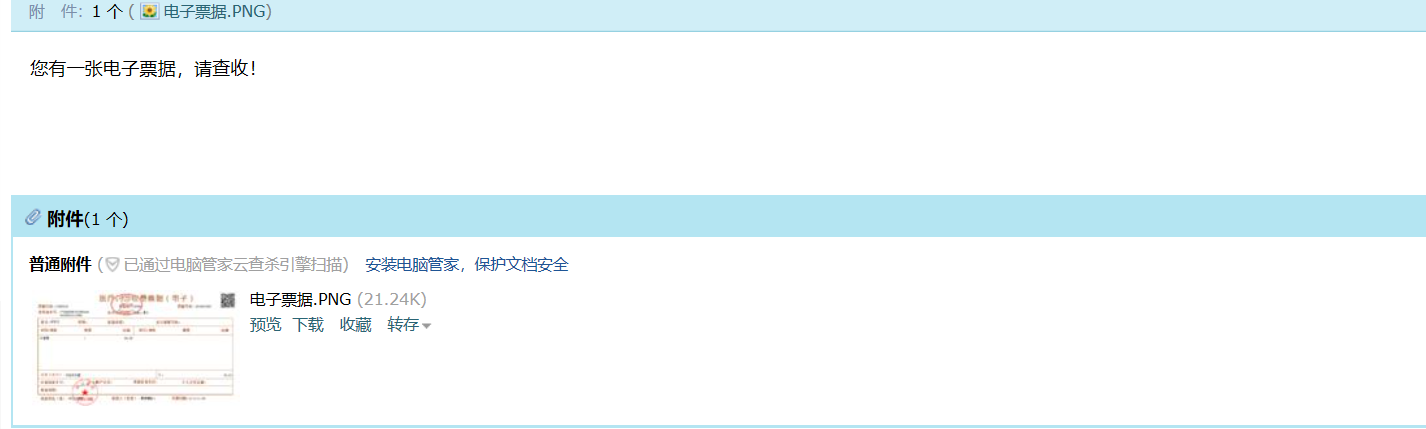 附 件: 1 个 ( 电子票据.PNG)
您有一张电子票据，请查收！
附件(1 个)
普通附件 (已通过电脑管家云查杀引擎扫描) 安装电脑管家，保护文档安全
电子票据.PNG (21.24K)
预览 下载 收藏 转存